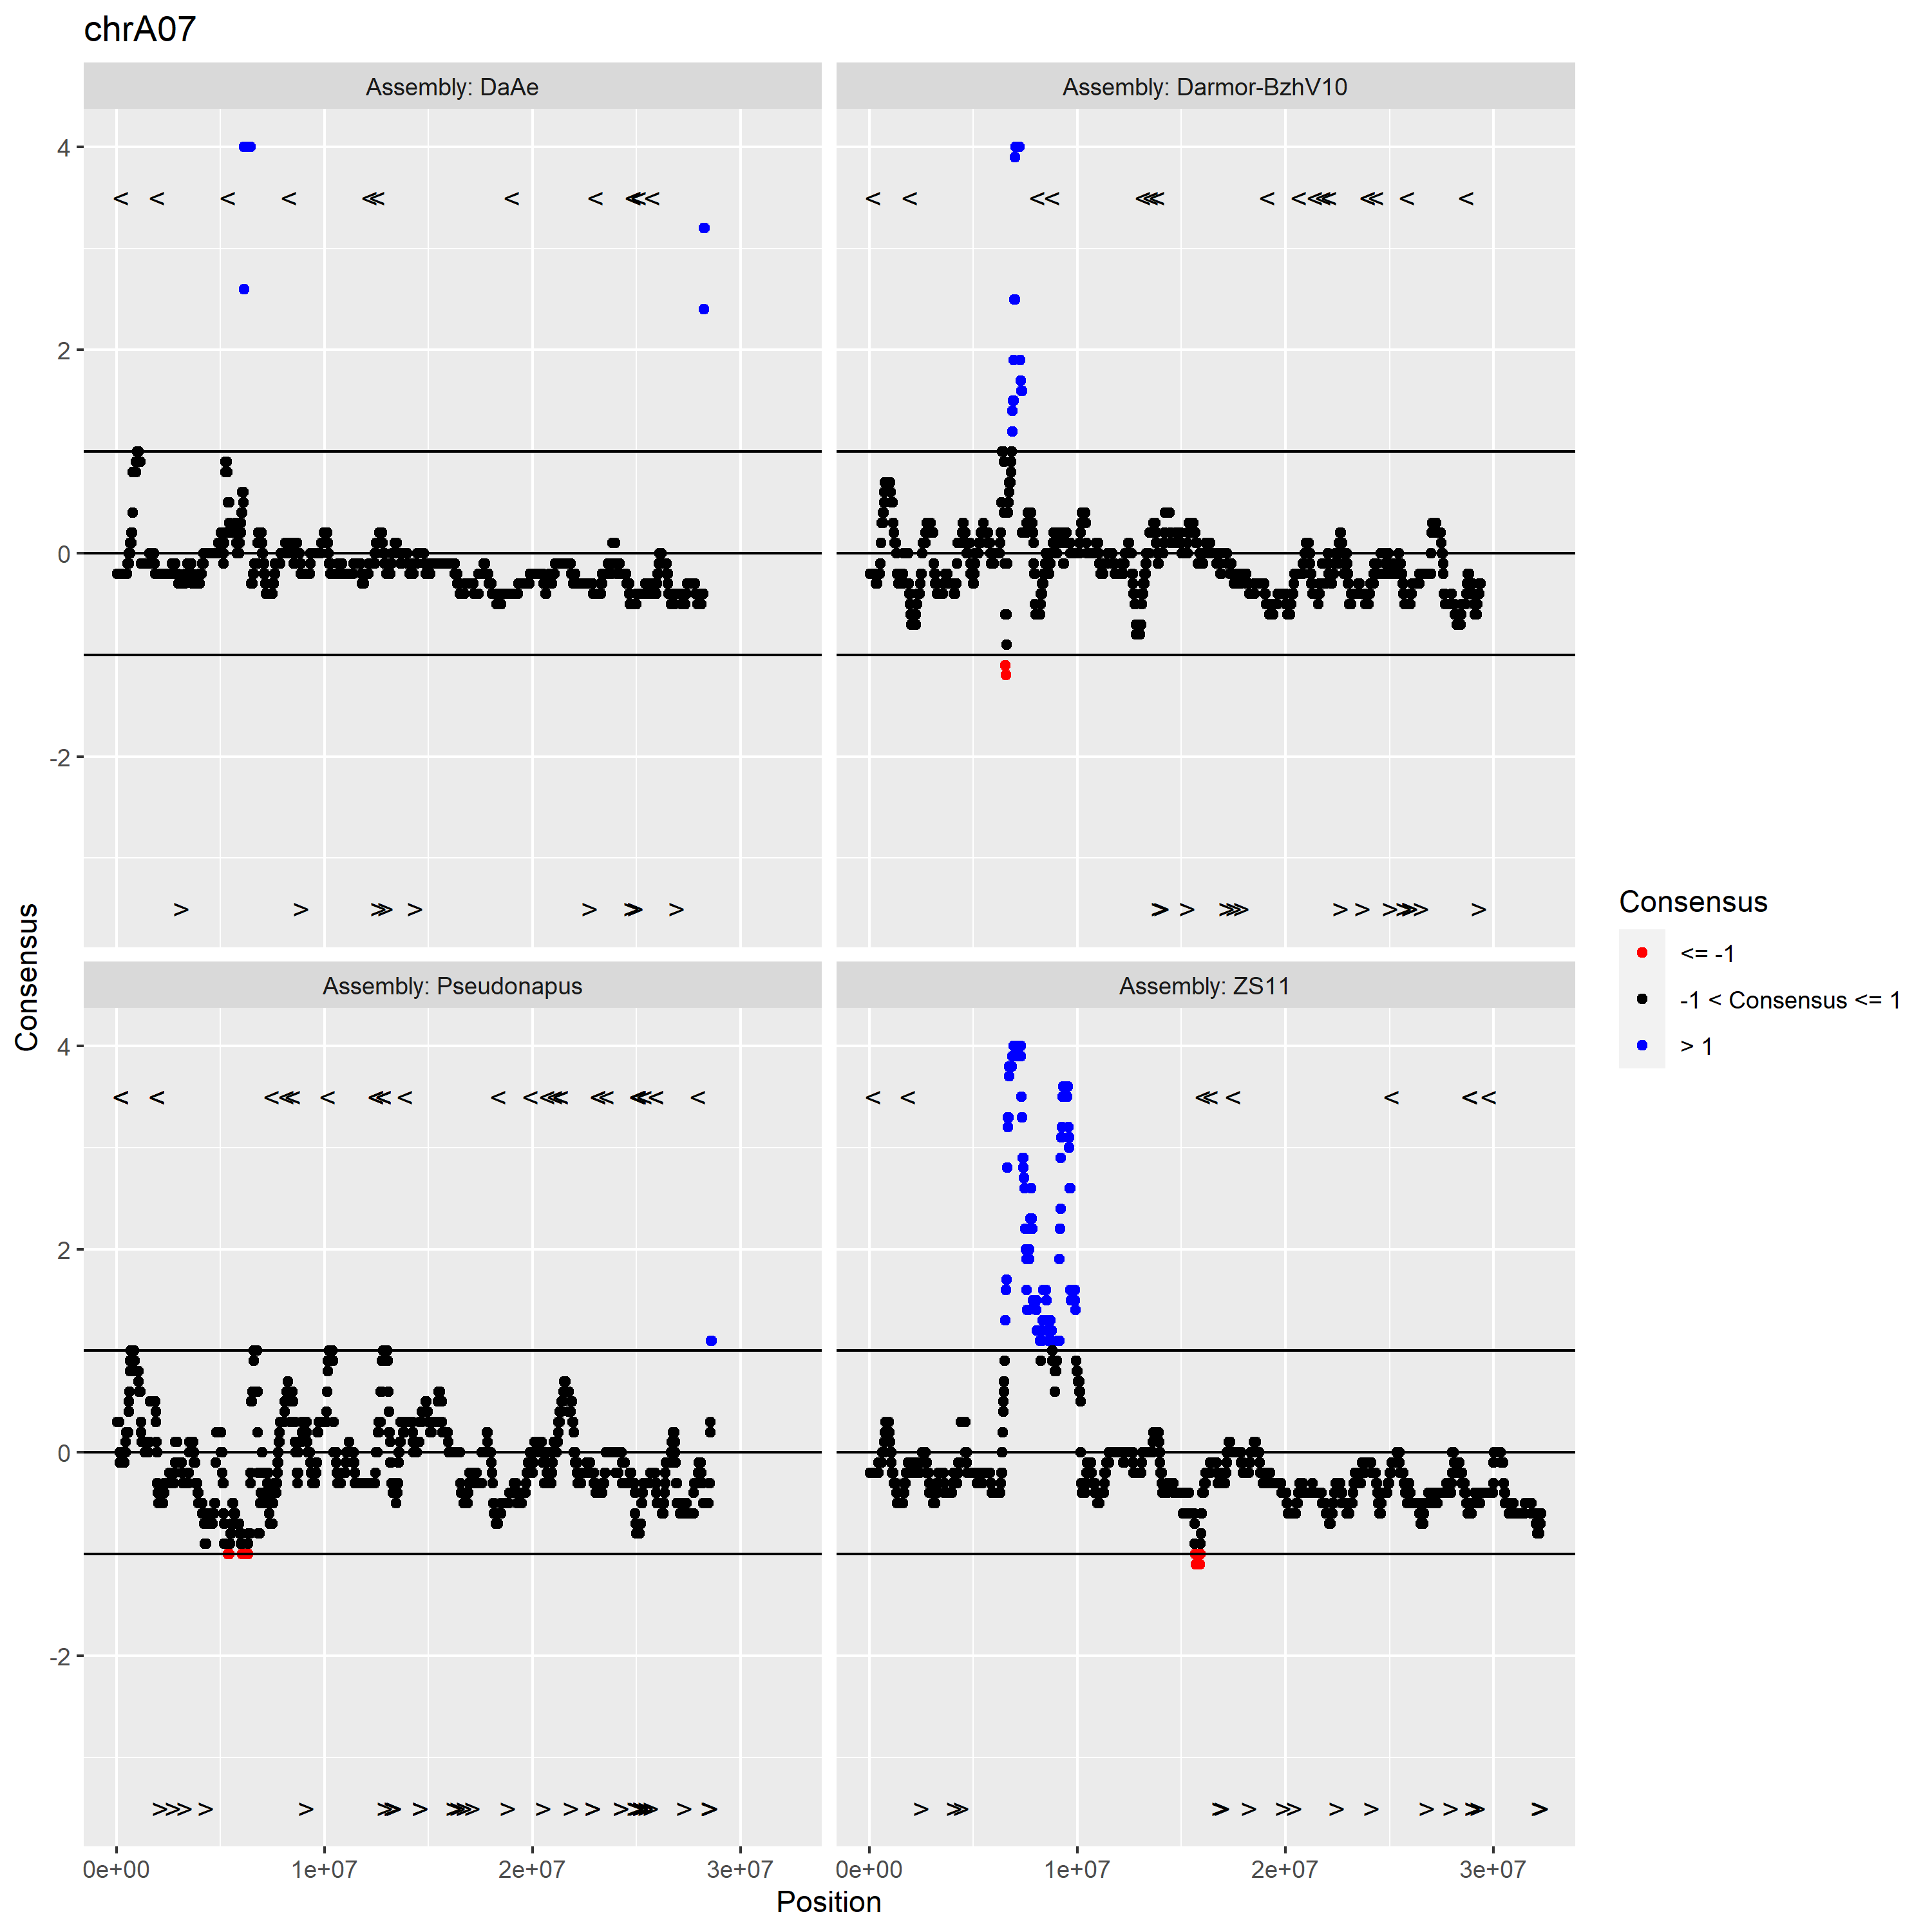 chrA07
Assembly: DaAe
Assembly: Darmor-BzhV10
4
2
0
-2
Assembly: Pseudonapus
Assembly: ZS11
4
2
0
-2
0e+00 1e+07 2e+07 3e+07
0e+00 1e+07 2e+07 3e+07
Position
Consensus
Consensus
<= -1
-1 < Consensus <= 1
> 1